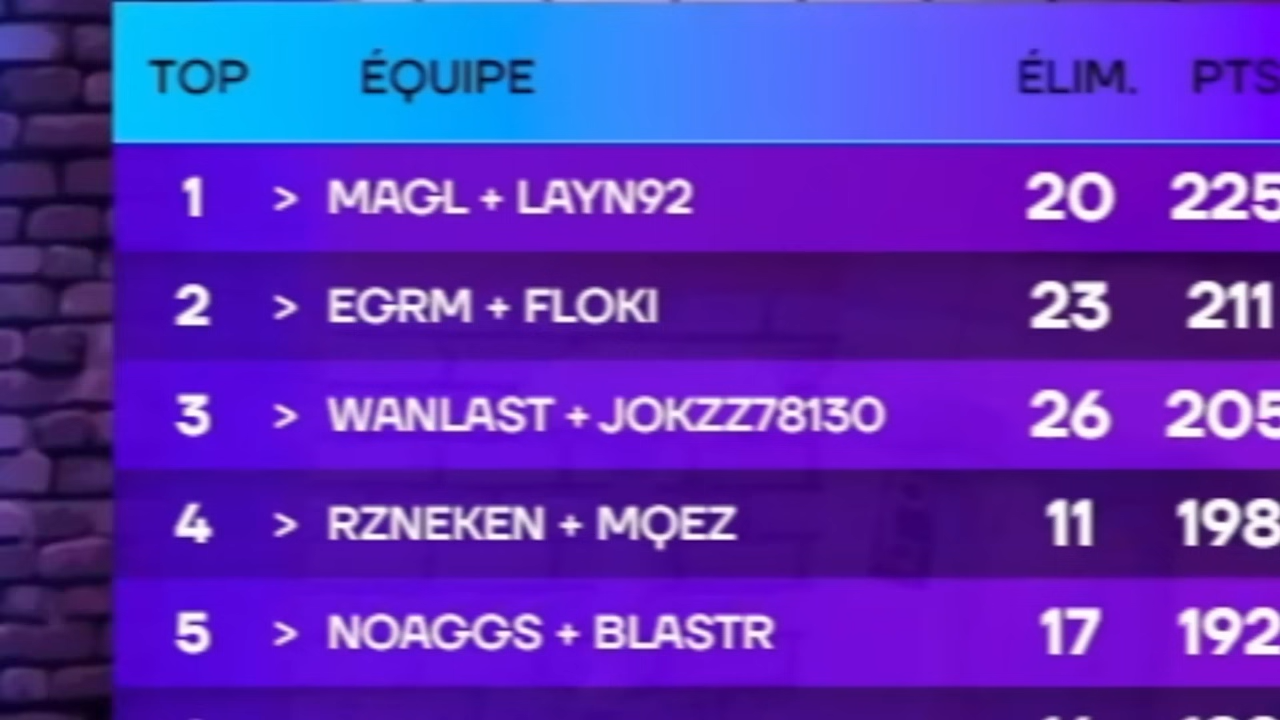 TOP ÉQUIPE ÉLIM. PTS
1 > MAGL + LAYN92 20 225
2 > EGRM + FLOKI 23 211
3 > WANLAST + JOKZZ78130 26 205
4 > RZNEKEN + MQEZ 11 198
5 > NOAGGS + BLASTR 17 192